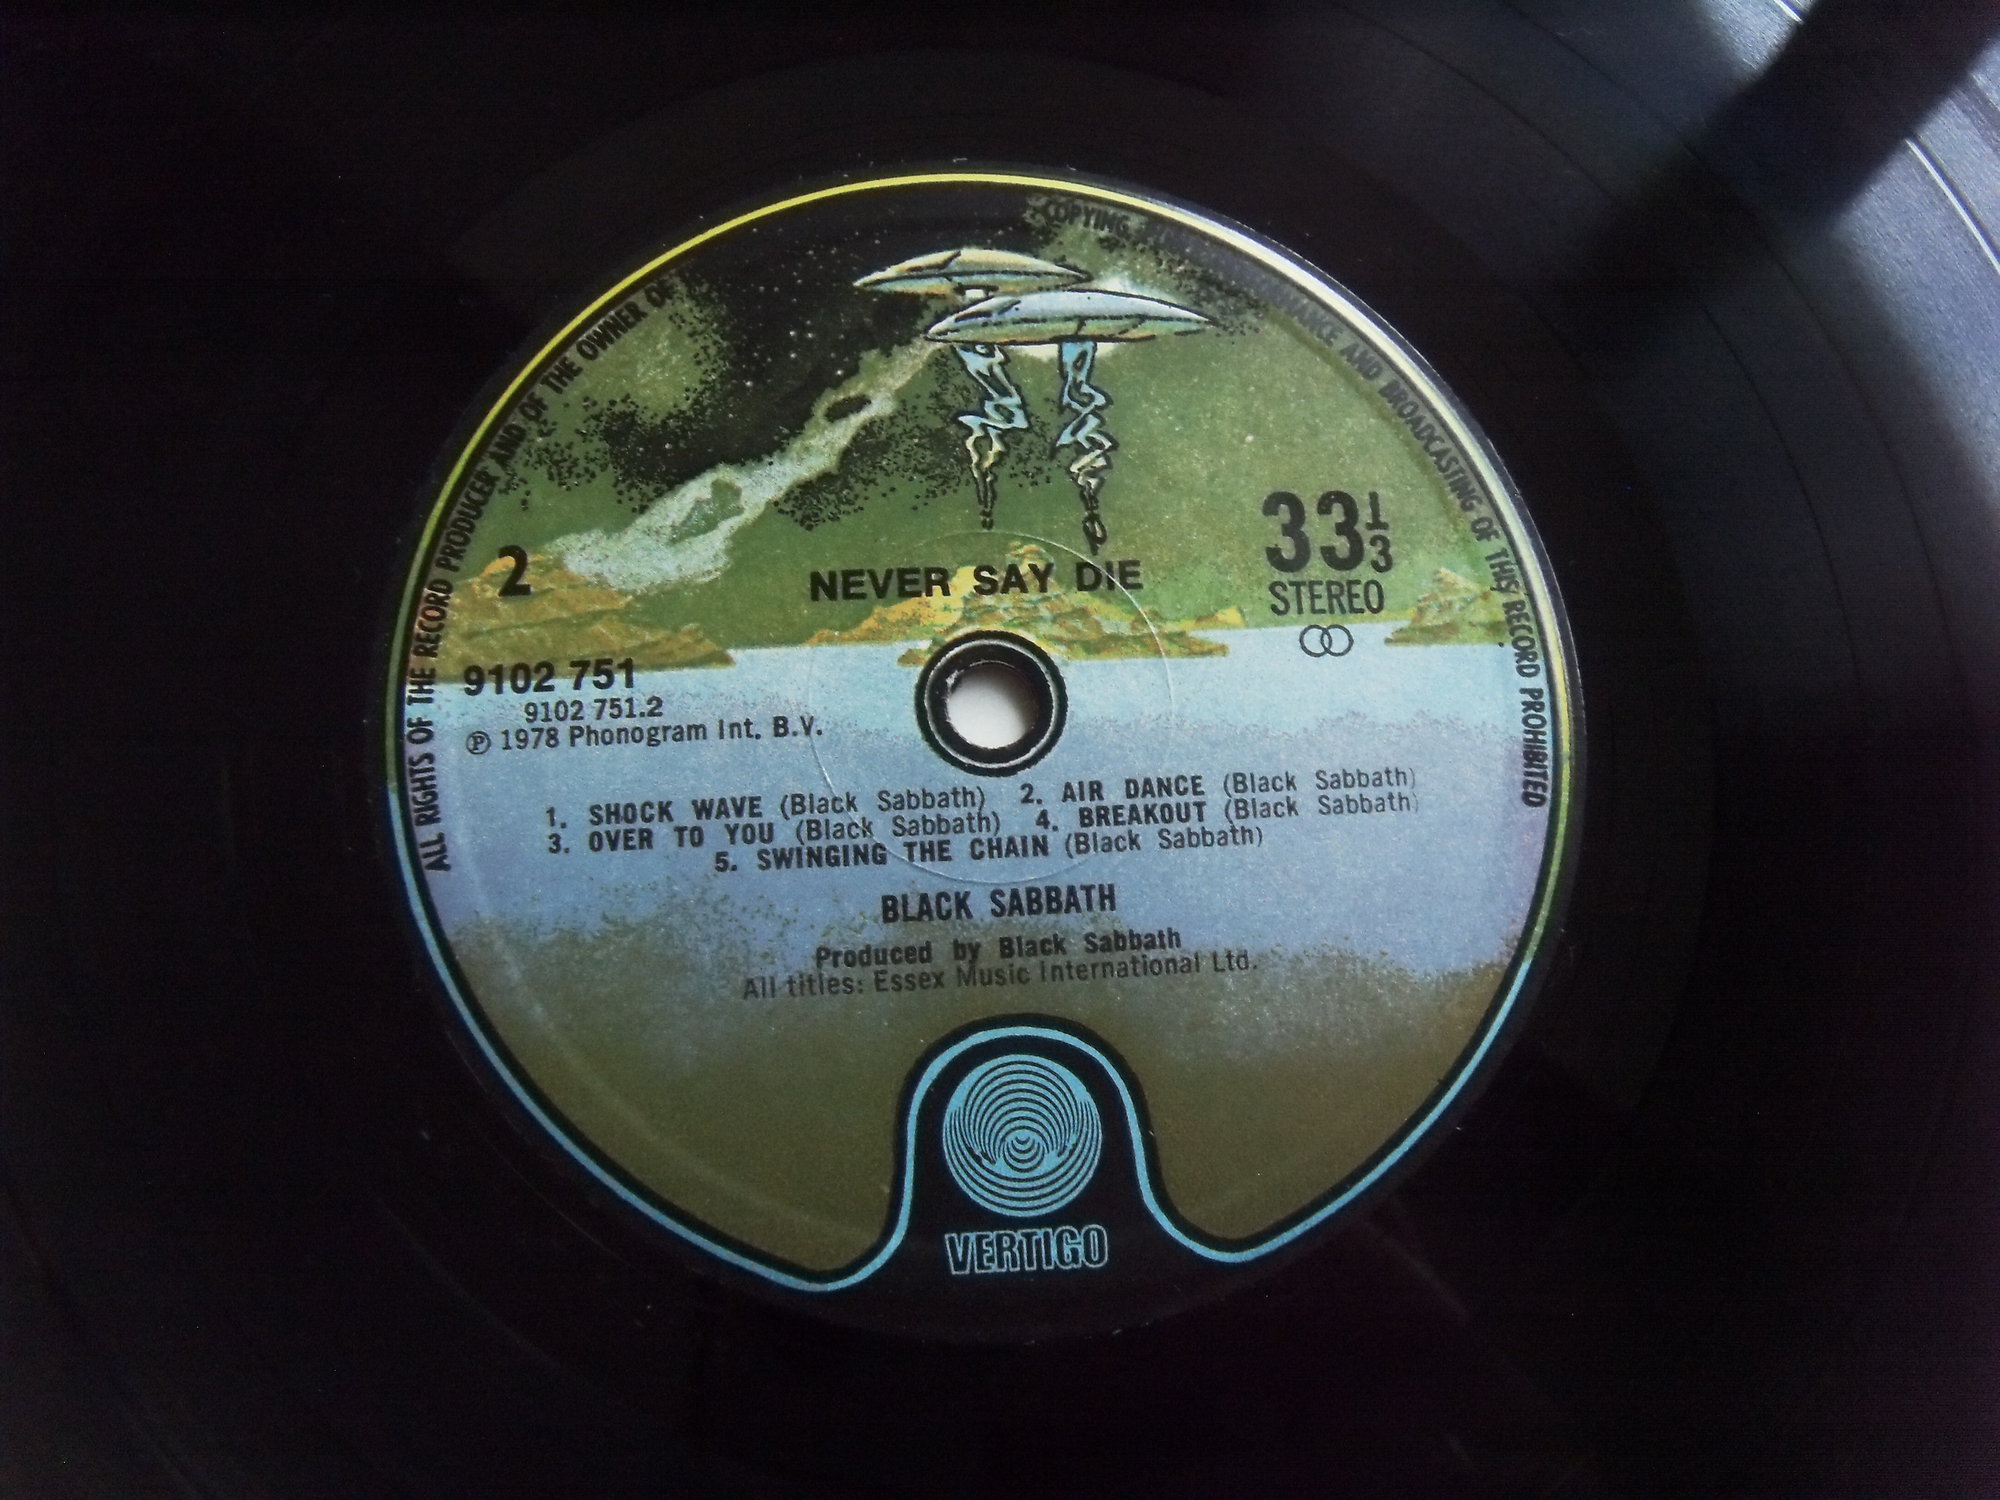 ALL RIGHTS OF THE RECORD PRODUCER AND OF THE OWNER OF
COPYING
AND BROADCASTING OF THIS RECORD PROHIBITED
2
NEVER SAY DIE
33 1/3
STEREO
9102 751
9102 751.2
Ⓟ 1978 Phonogram Int. B.V.
1. SHOCK WAVE (Black Sabbath) 2. AIR DANCE (Black Sabbath)
3. OVER TO YOU (Black Sabbath) 4. BREAKOUT (Black Sabbath)
5. SWINGING THE CHAIN (Black Sabbath)
BLACK SABBATH
Produced by Black Sabbath
All titles: Essex Music International Ltd.
VERTIGO